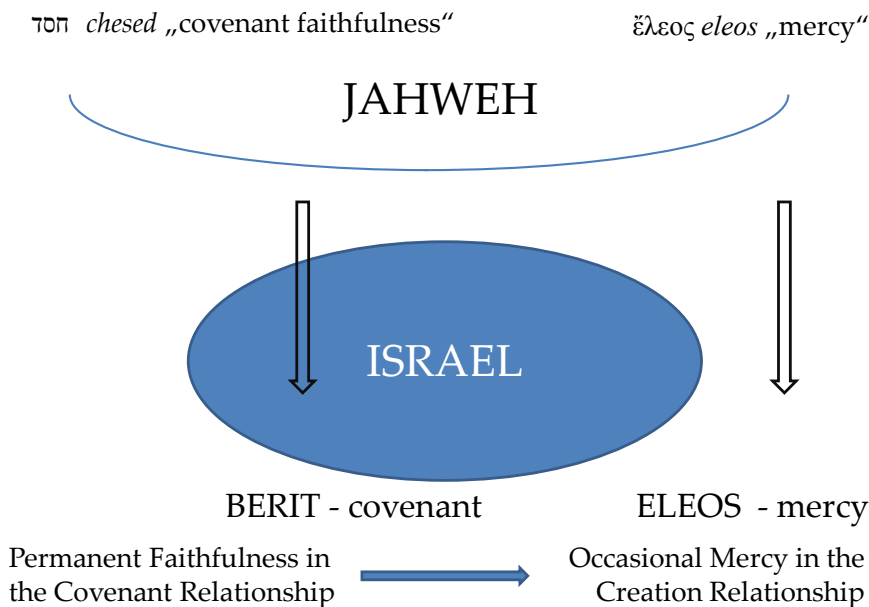 חסד chesed „covenant faithfulness“ ἔλεος eleos „mercy“
JAHWEH
ISRAEL
BERIT - covenant ELEOS - mercy
Permanent Faithfulness in Occasional Mercy in the
the Covenant Relationship Creation Relationship